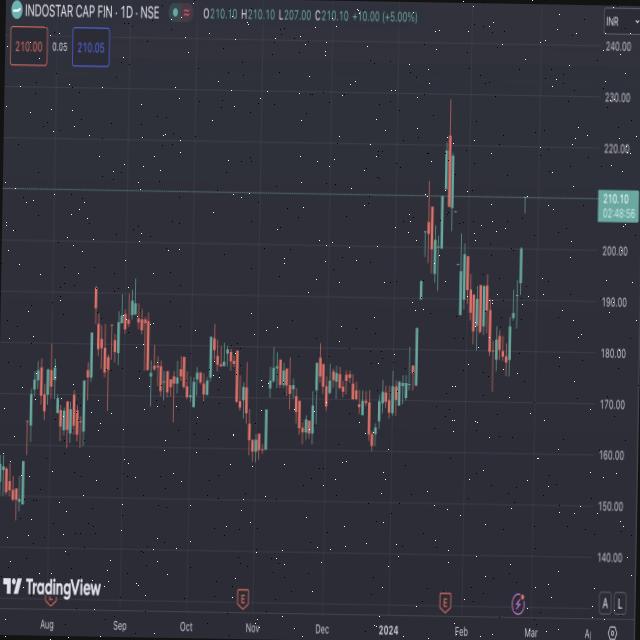 INDOSTAR CAP FIN · 1D · NSE O210.10 H210.10 L207.00 C210.10 +10.00 (+5.00%)
INR
210.00 0.05 210.05
240.00
230.00
220.00
210.10
02:48:56
200.00
190.00
180.00
170.00
160.00
150.00
140.00
TradingView
E E
A L
Aug Sep Oct Nov Dec 2024 Feb Mar